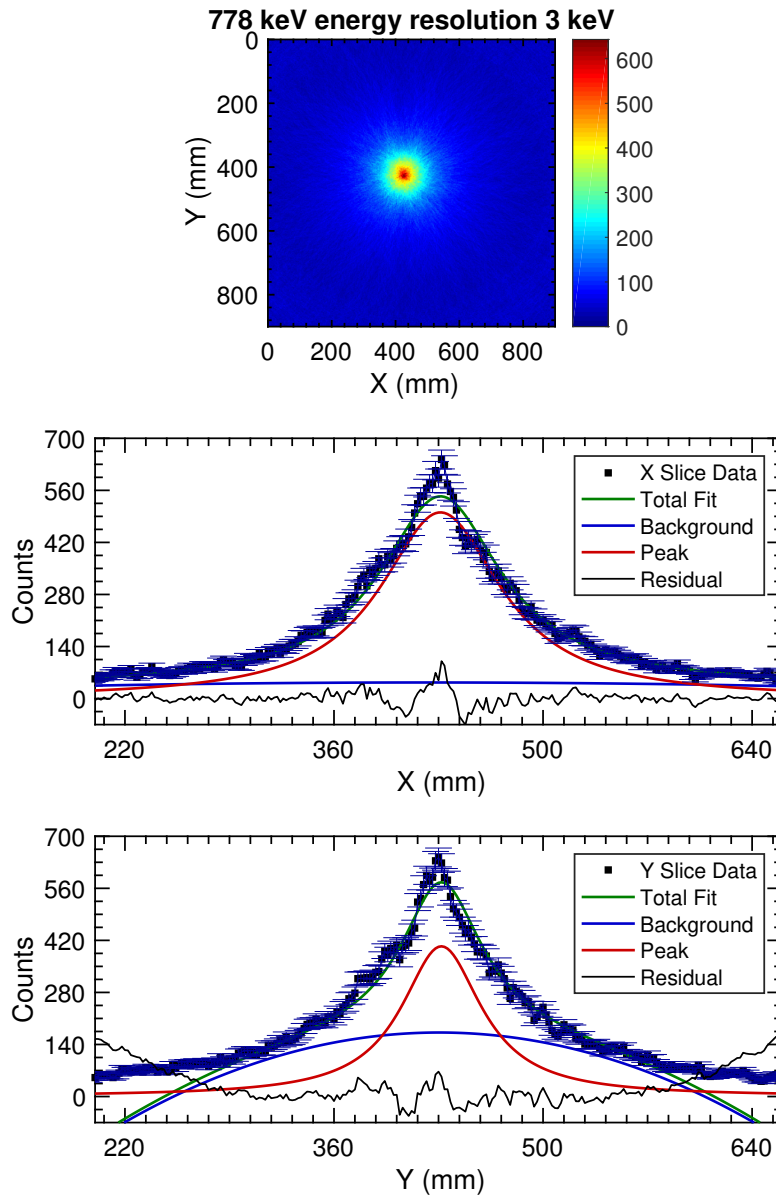 778 keV energy resolution 3 keV
0
200
400
600
800
Y (mm)
0 200 400 600 800
X (mm)
600
500
400
300
200
100
0
700
560
420
280
140
0
Counts
220 360 500 640
X (mm)
X Slice Data
Total Fit
Background
Peak
Residual
700
560
420
280
140
0
Counts
220 360 500 640
Y (mm)
Y Slice Data
Total Fit
Background
Peak
Residual